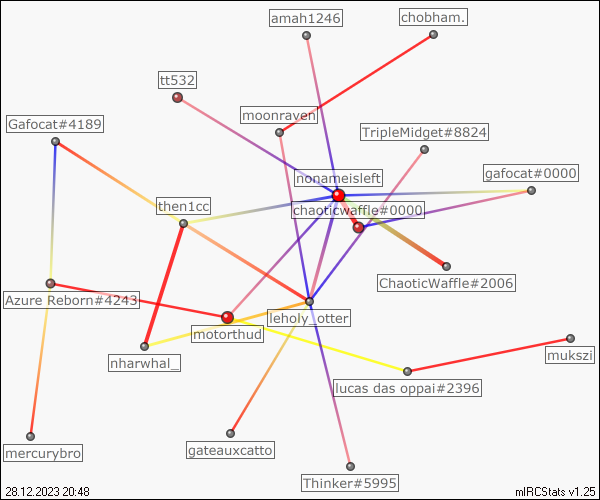 amah1246
chobham.
tt532
moonraven
Gafocat#4189
TripleMidget#8824
gafocat#0000
nonameisleft
then1cc
chaoticwaffle#0000
ChaoticWaffle#2006
Azure Reborn#4243
leholy_otter
motorthud
mukszi
nharwhal_
lucas das oppai#2396
mercurybro
gateauxcatto
Thinker#5995
28.12.2023 20:48
mIRCStats v1.25